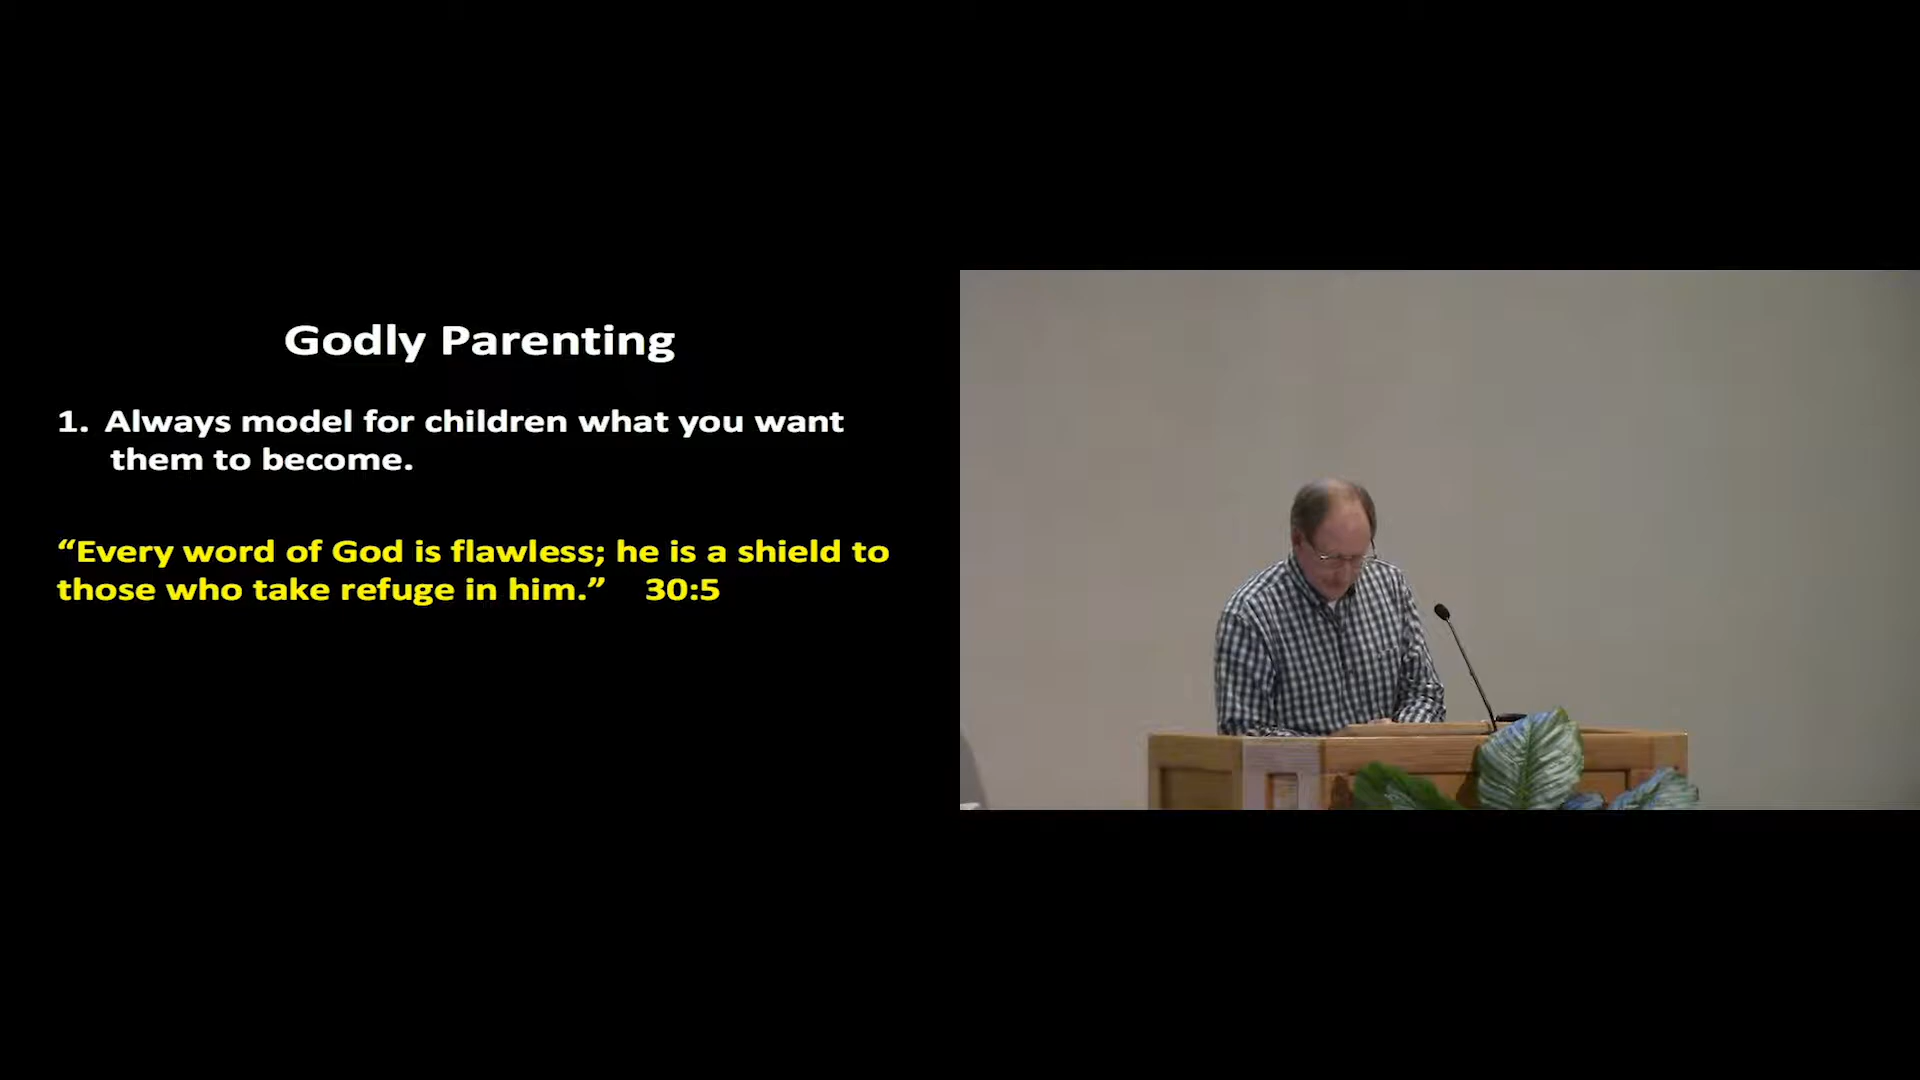 Godly Parenting
1. Always model for children what you want
them to become.
“Every word of God is flawless; he is a shield to
those who take refuge in him.” 30:5